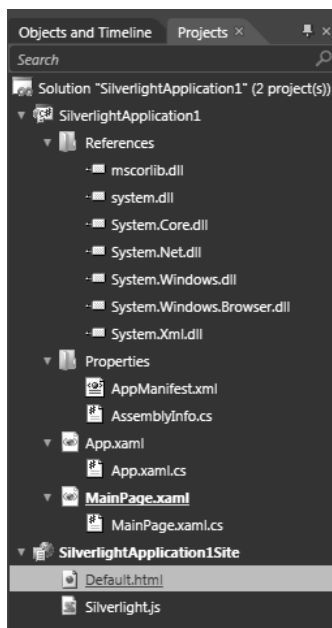 Objects and Timeline Projects ×
Search
Solution "SilverlightApplication1" (2 project(s))
SilverlightApplication1
References
mscorlib.dll
system.dll
System.Core.dll
System.Net.dll
System.Windows.dll
System.Windows.Browser.dll
System.Xml.dll
Properties
AppManifest.xml
AssemblyInfo.cs
App.xaml
App.xaml.cs
MainPage.xaml
MainPage.xaml.cs
SilverlightApplication1Site
Default.html
Silverlight.js